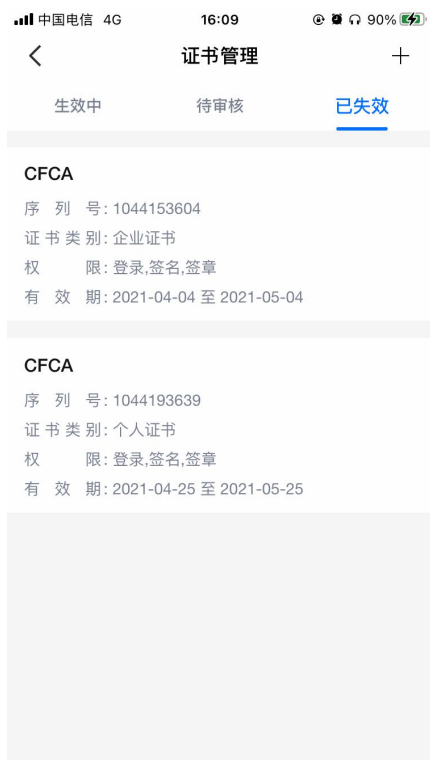 中国电信 4G 16:09 90%
证书管理
生效中 待审核 已失效
CFCA
序列号: 1044153604
证书类别: 企业证书
权限: 登录,签名,签章
有效期: 2021-04-04 至 2021-05-04
CFCA
序列号: 1044193639
证书类别: 个人证书
权限: 登录,签名,签章
有效期: 2021-04-25 至 2021-05-25